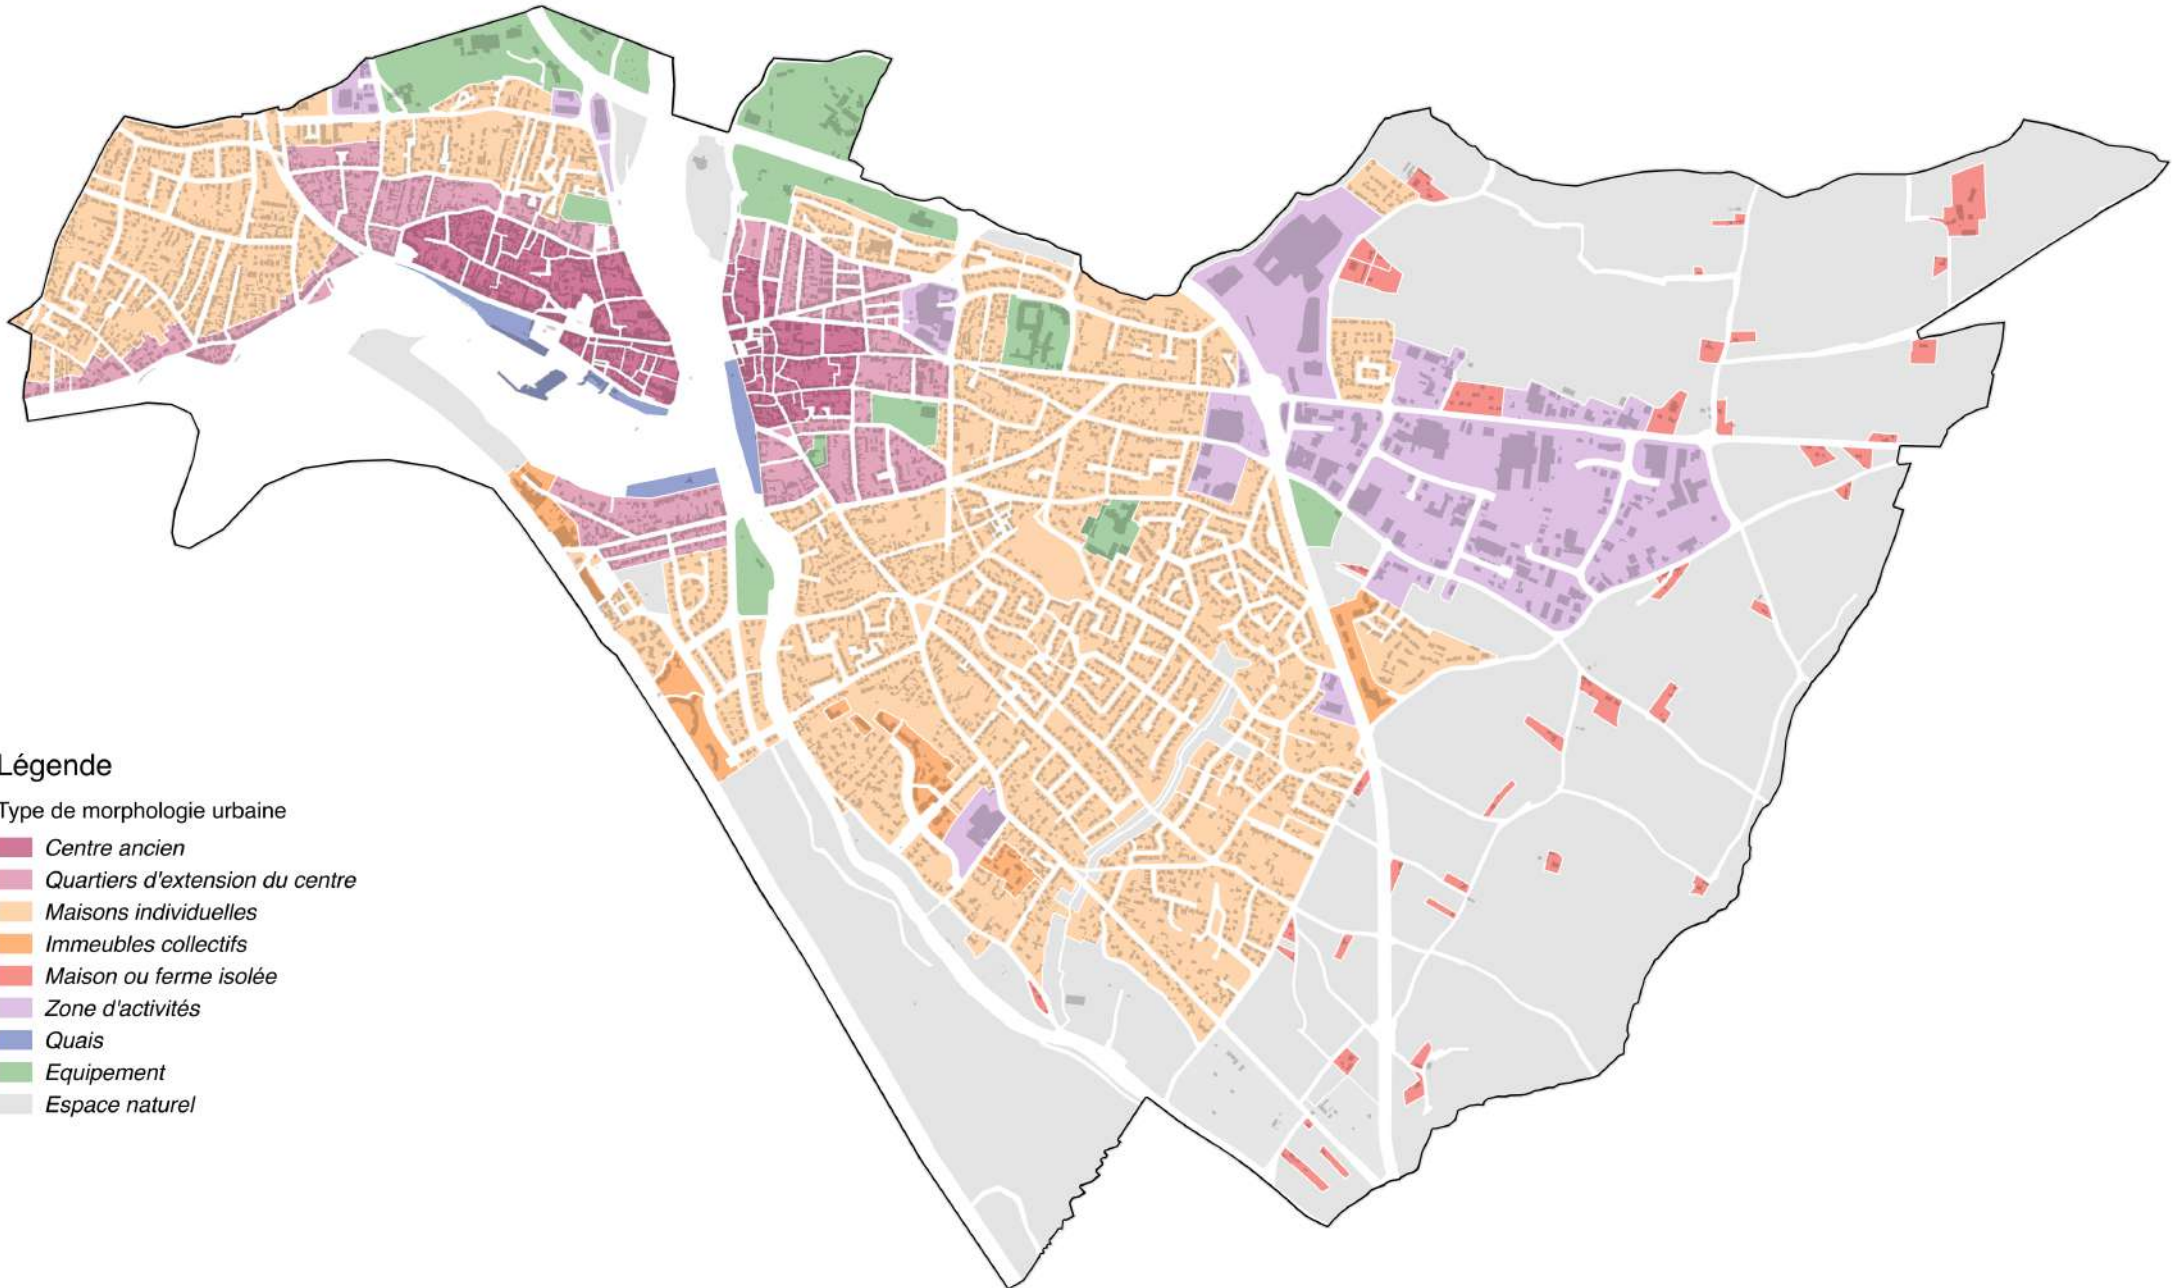 Légende
Type de morphologie urbaine
Centre ancien
Quartiers d'extension du centre
Maisons individuelles
Immeubles collectifs
Maison ou ferme isolée
Zone d'activités
Quais
Equipement
Espace naturel